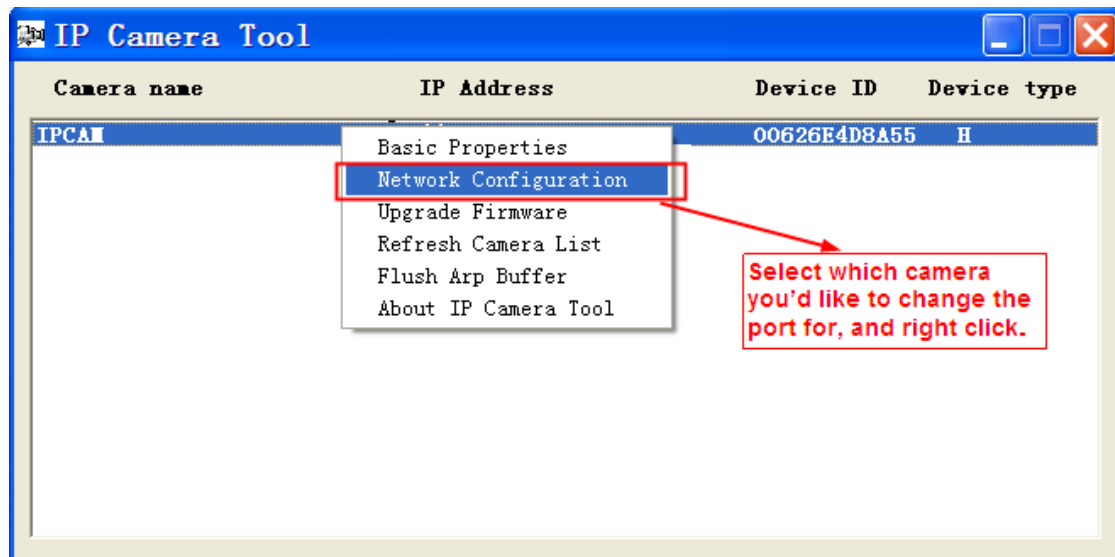 IP Camera Tool
Camera name IP Address Device ID Device type
IPCAM 00626E4D8A55 H
Basic Properties
Network Configuration
Upgrade Firmware
Refresh Camera List
Flush Arp Buffer
About IP Camera Tool
Select which camera
you'd like to change the
port for, and right click.